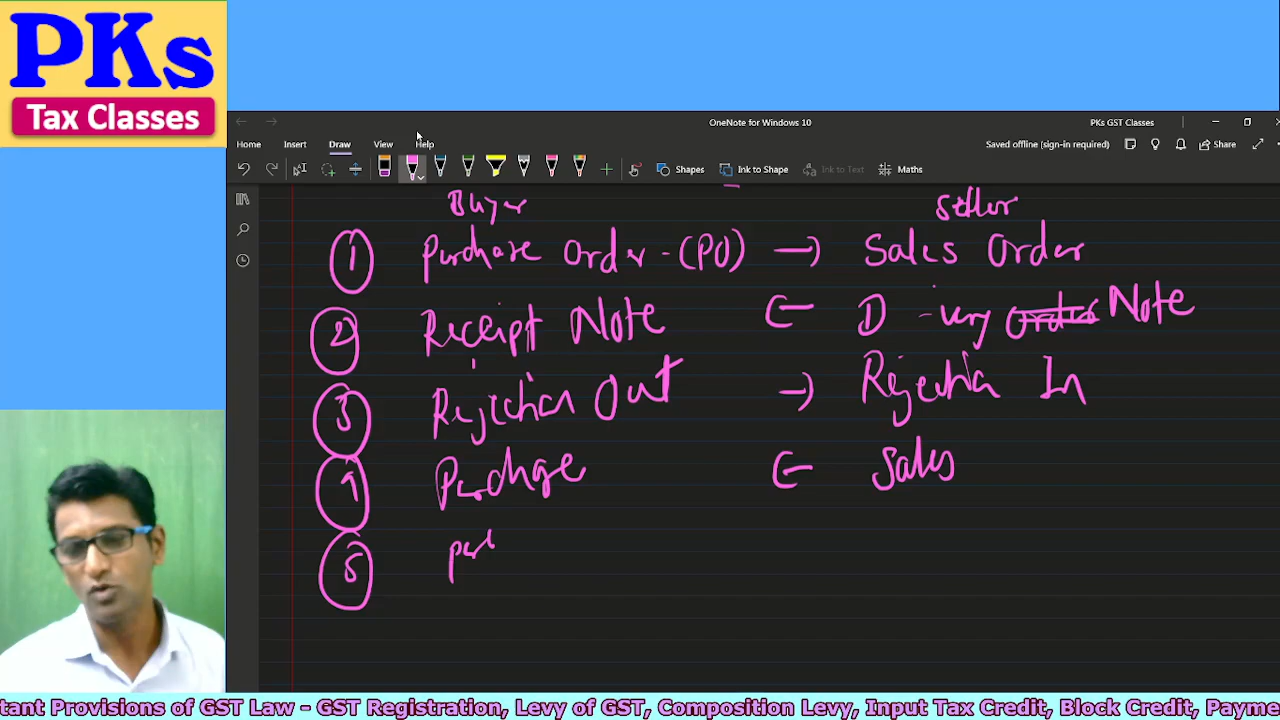 PKs
Tax Classes
OneNote for Windows 10
PKs GST Classes
Home Insert Draw View Help
Saved offline (sign-in required)
Share
Shapes Ink to Shape Ink to Text Maths
Buyer Seller
1 Purchase Order - (PO) → Sales Order
2 Receipt Note ← D -ivery Order Note
3 Rejection Out → Rejection In
4 Purchase ← Sales
5 pur
tant Provisions of GST Law - GST Registration, Levy of GST, Composition Levy, Input Tax Credit, Block Credit, Payme